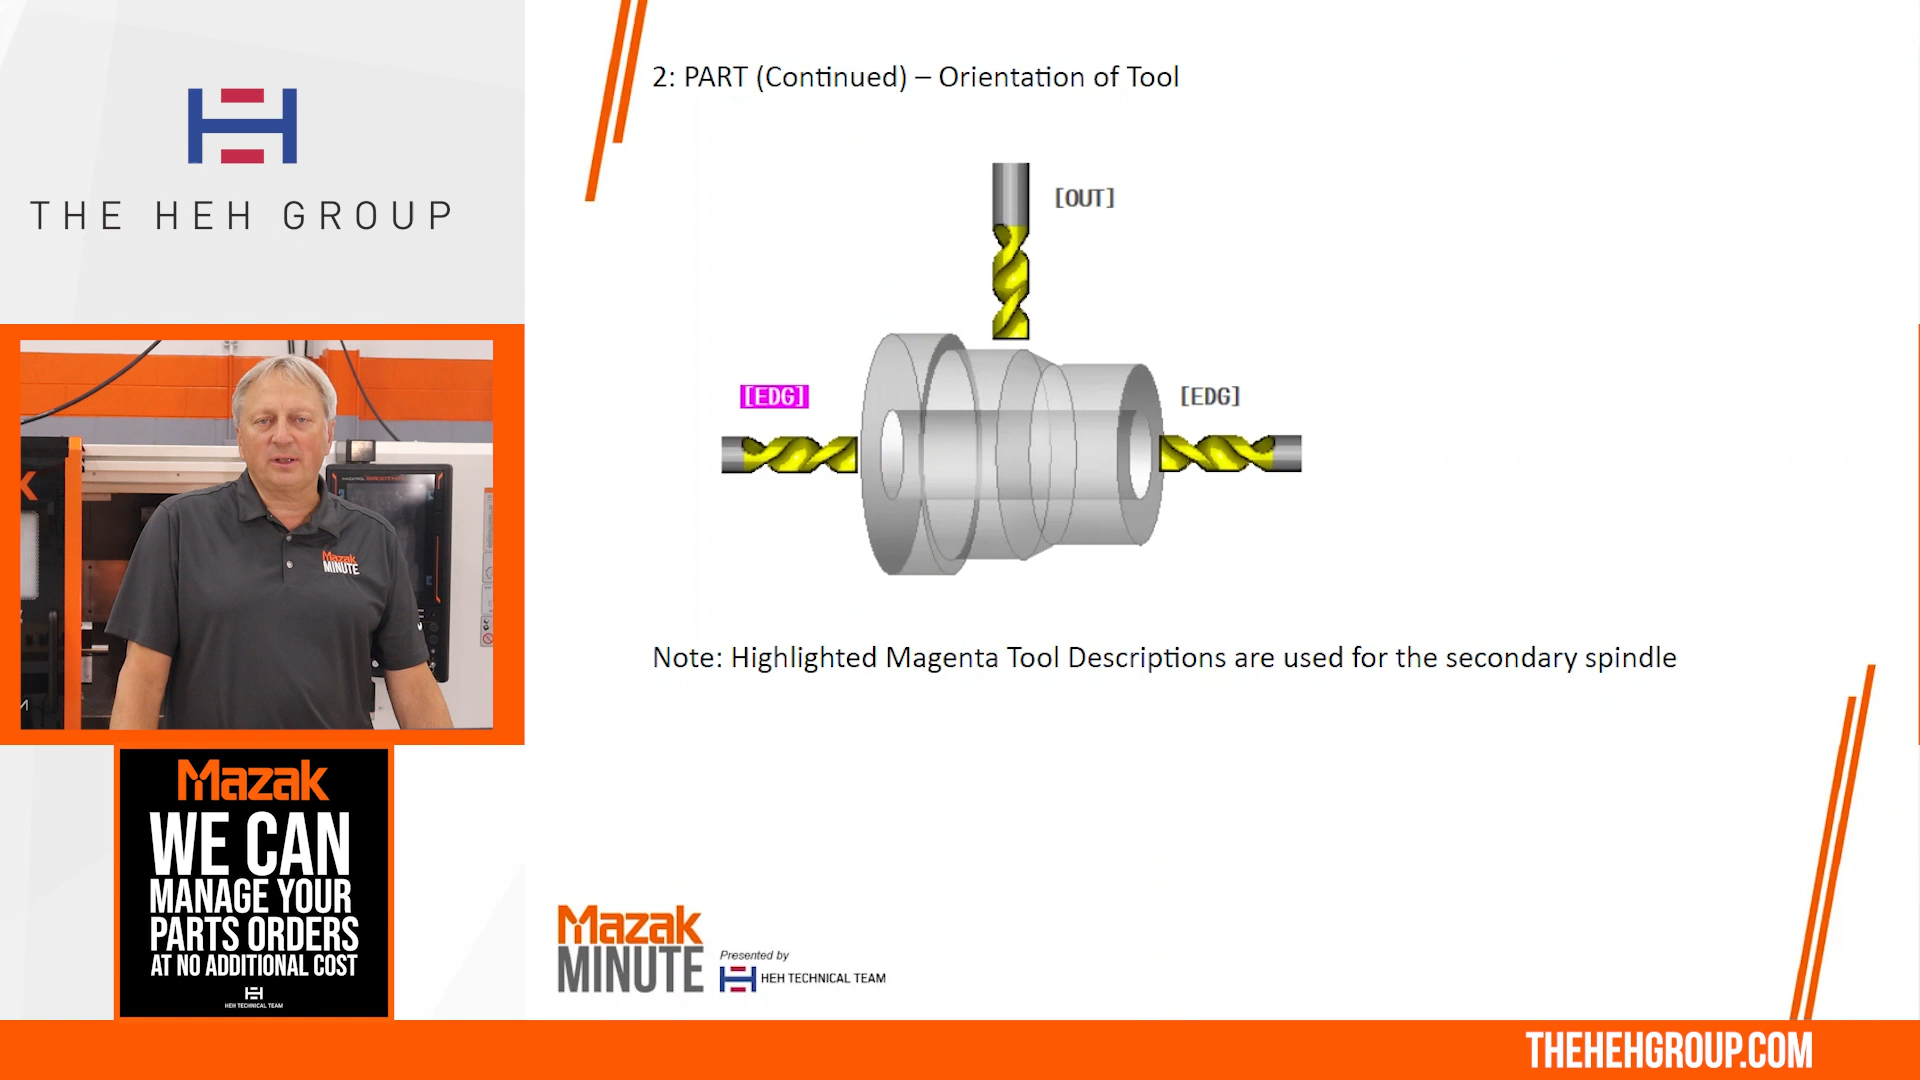 THE HEH GROUP
2: PART (Continued) – Orientation of Tool
[OUT]
[EDG]
[EDG]
Note: Highlighted Magenta Tool Descriptions are used for the secondary spindle
Mazak
MINUTE
Mazak
WE CAN
MANAGE YOUR
PARTS ORDERS
AT NO ADDITIONAL COST
HEH TECHNICAL TEAM
Mazak
MINUTE
Presented by
HEH TECHNICAL TEAM
THEHEHGROUP.COM